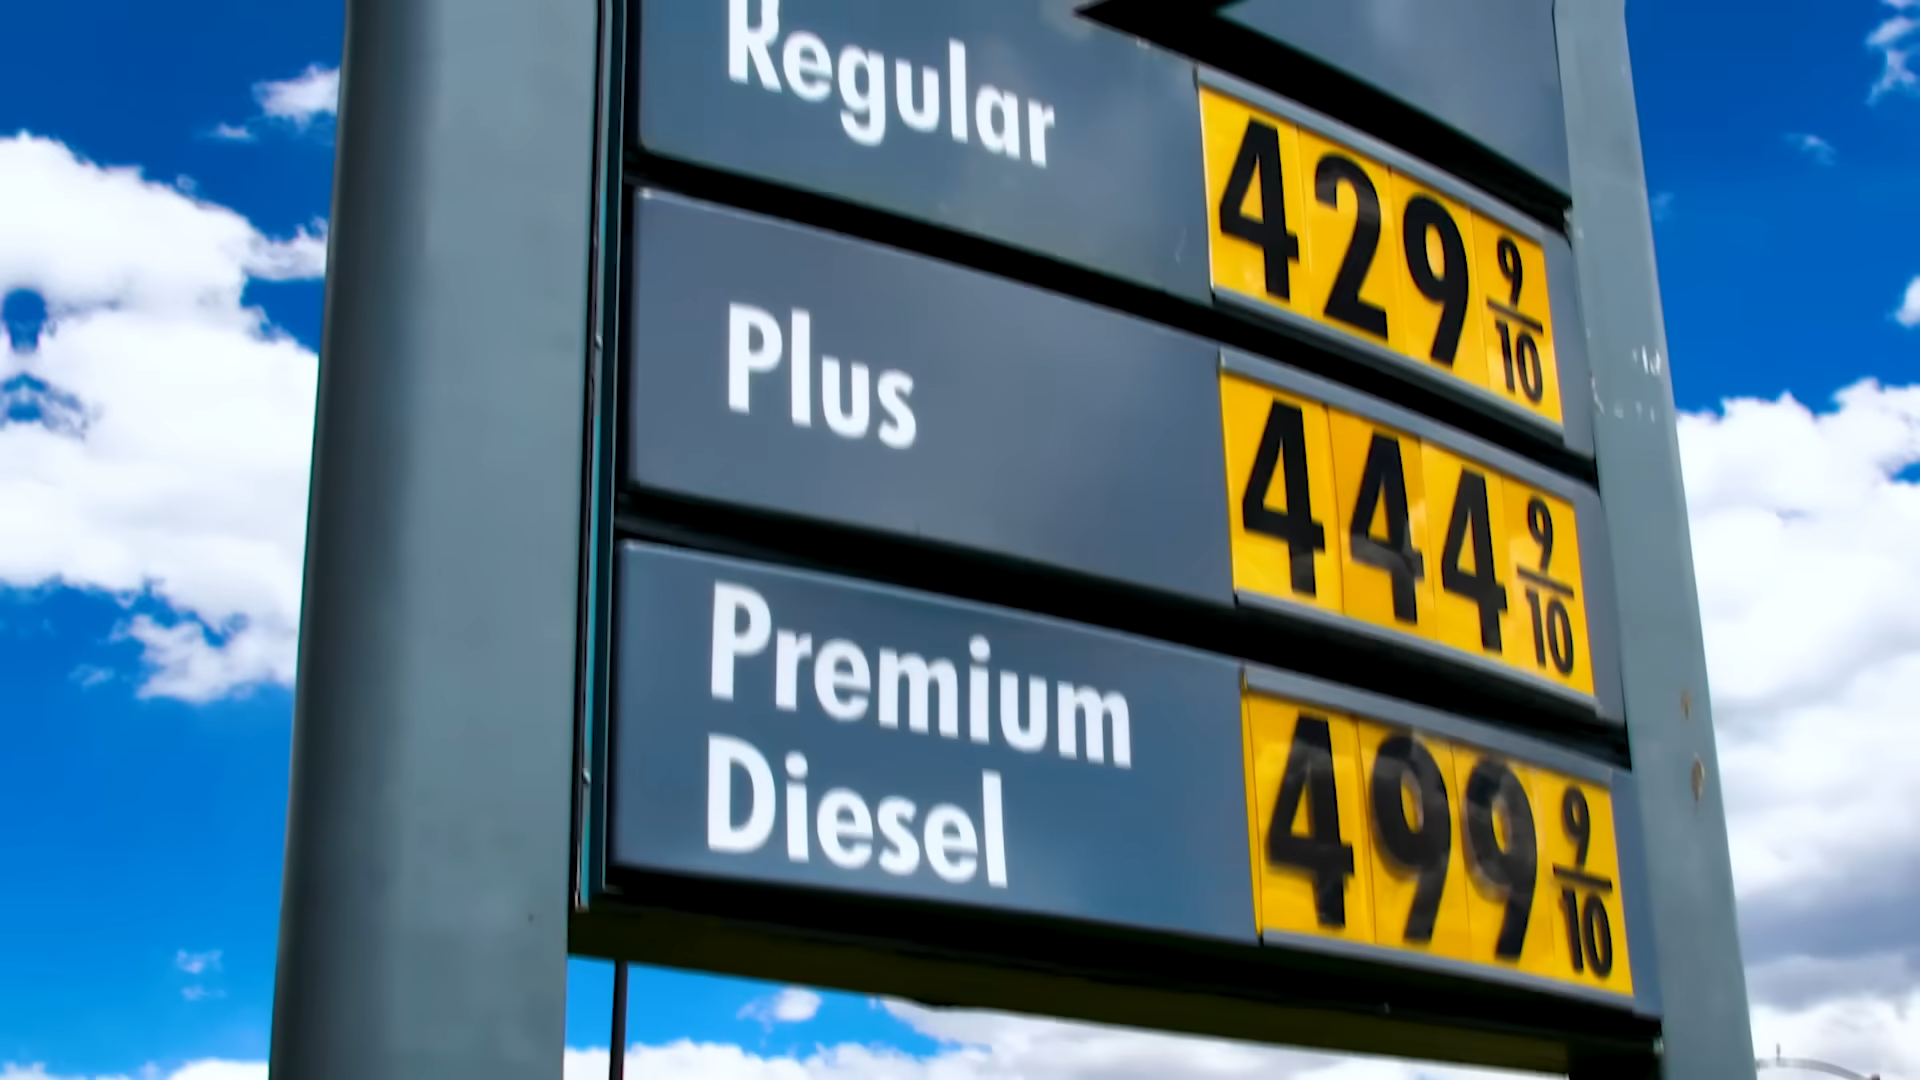 Regular 429 9/10
Plus 444 9/10
Premium
Diesel 499 9/10